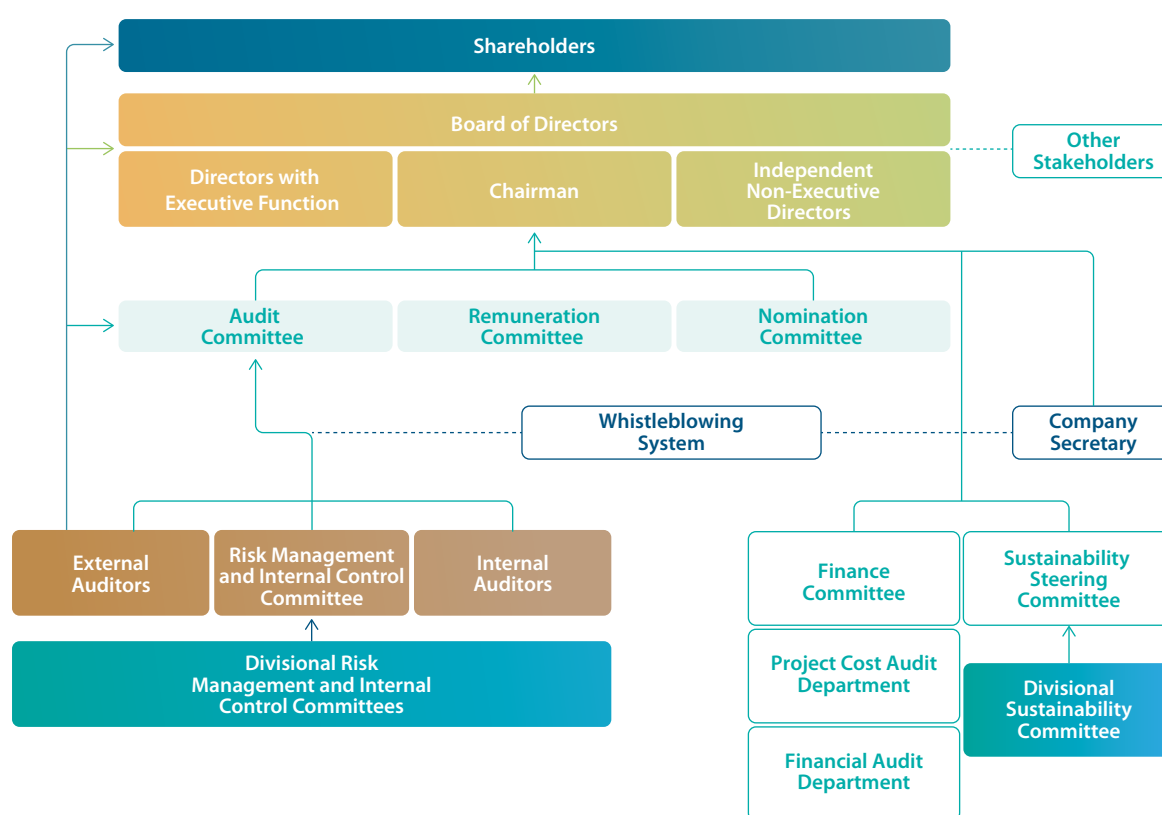 Shareholders
Board of Directors
Other
Stakeholders
Directors with
Executive Function
Chairman
Independent
Non-Executive
Directors
Audit
Committee
Remuneration
Committee
Nomination
Committee
Whistleblowing
System
Company
Secretary
External
Auditors
Risk Management
and Internal Control
Committee
Internal
Auditors
Finance
Committee
Sustainability
Steering
Committee
Divisional Risk
Management and Internal
Control Committees
Project Cost Audit
Department
Divisional
Sustainability
Committee
Financial Audit
Department